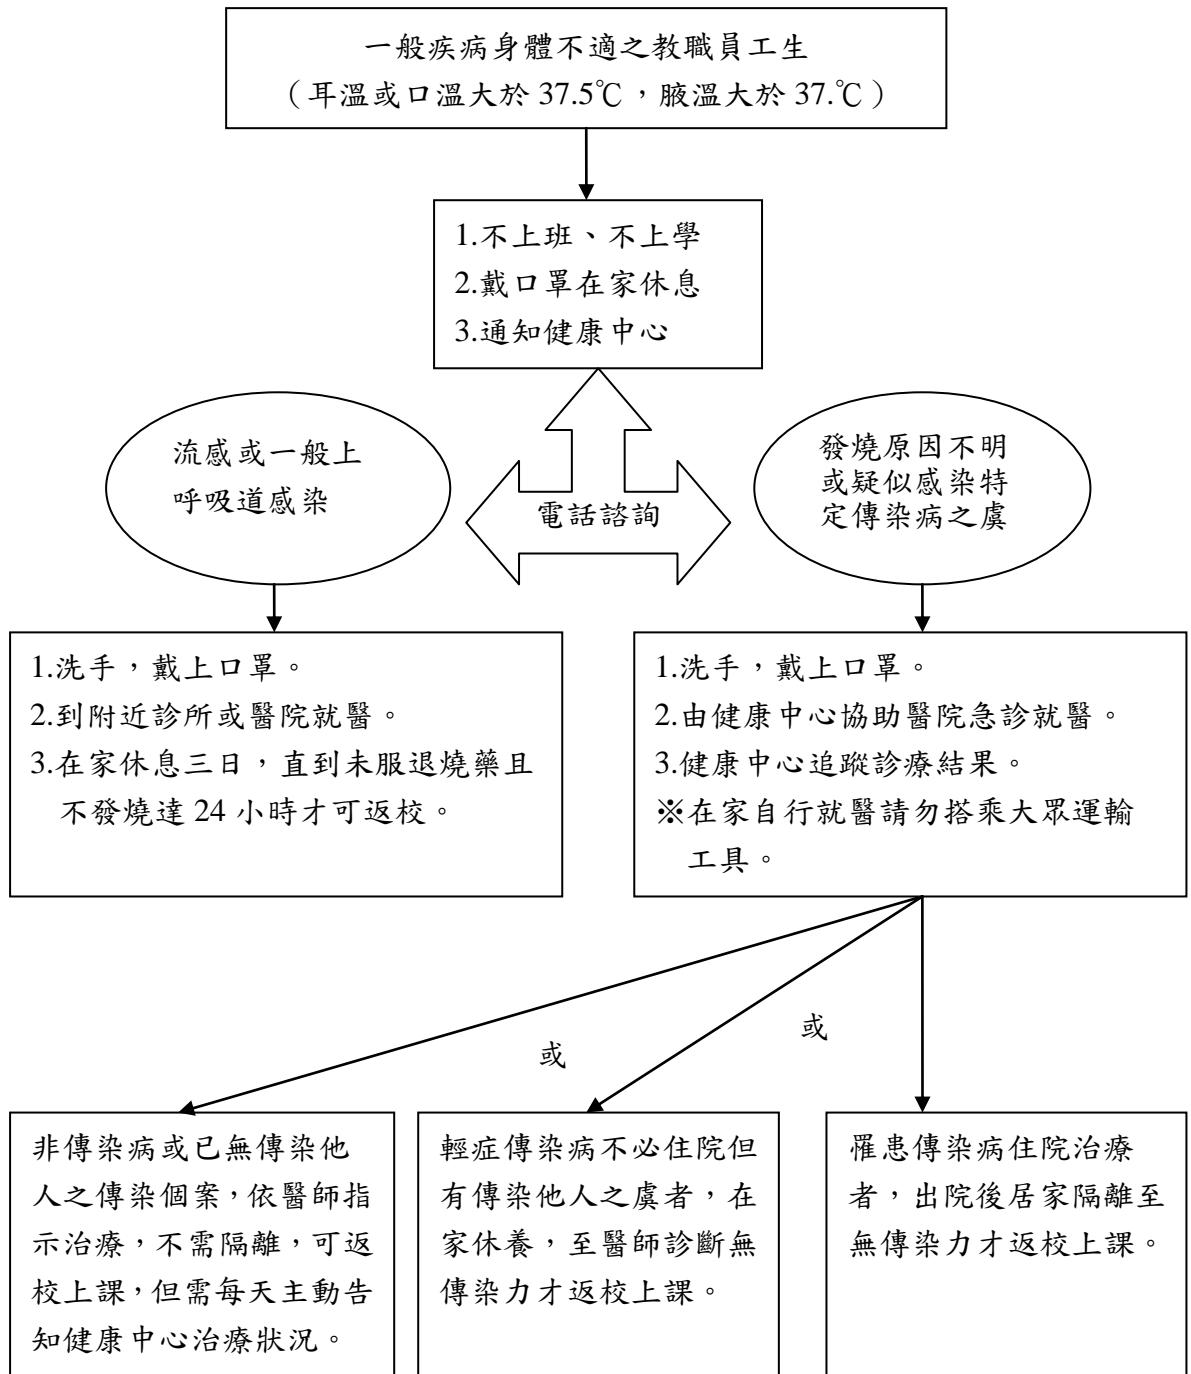 一般疾病身體不適之教職員工生
（耳溫或口溫大於 37.5℃，腋溫大於 37.℃）
1.不上班、不上學
2.戴口罩在家休息
3.通知健康中心
流感或一般上
呼吸道感染
電話諮詢
發燒原因不明
或疑似感染特
定傳染病之虞
1.洗手，戴上口罩。
2.到附近診所或醫院就醫。
3.在家休息三日，直到未服退燒藥且
不發燒達 24 小時才可返校。
1.洗手，戴上口罩。
2.由健康中心協助醫院急診就醫。
3.健康中心追蹤診療結果。
※在家自行就醫請勿搭乘大眾運輸
工具。
或
或
非傳染病或已無傳染他
人之傳染個案，依醫師指
示治療，不需隔離，可返
校上課，但需每天主動告
知健康中心治療狀況。
輕症傳染病不必住院但
有傳染他人之虞者，在
家休養，至醫師診斷無
傳染力才返校上課。
罹患傳染病住院治療
者，出院後居家隔離至
無傳染力才返校上課。